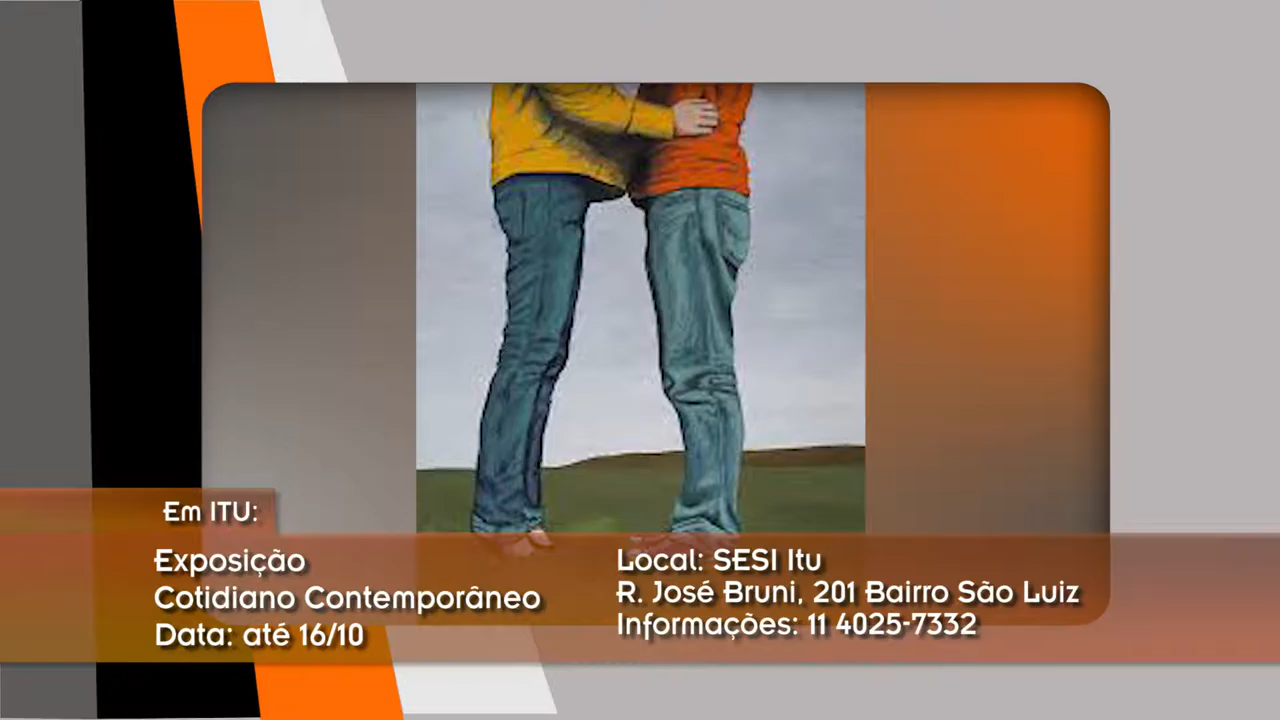 Em ITU:
Exposição
Cotidiano Contemporâneo
Data: até 16/10
Local: SESI Itu
R. José Bruni, 201 Bairro São Luiz
Informações: 11 4025-7332